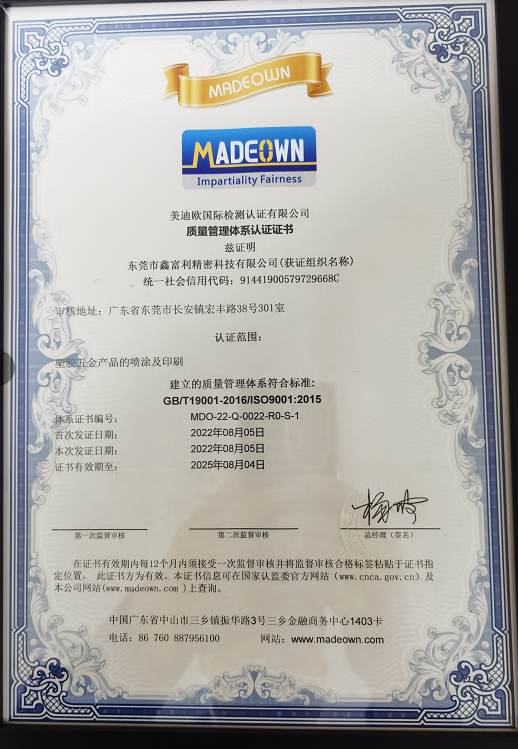 MADEOWN
MADEOWN
Impartiality Fairness
美迪欧国际检测认证有限公司
质量管理体系认证证书
兹证明
东莞市鑫富利精密科技有限公司(获证组织名称)
统一社会信用代码：91441900579729668C
审核地址：广东省东莞市长安镇宏丰路38号301室
认证范围：
塑胶五金产品的喷涂及印刷
建立的质量管理体系符合标准:
GB/T19001-2016/ISO9001:2015
体系证书编号： MDO-22-Q-0022-R0-S-1
首次发证日期： 2022年08月05日
本次发证日期： 2022年08月05日
证书有效期至： 2025年08月04日
第一次监督审核 第二次监督审核 总经理（签名）
在证书有效期内每12个月内须接受一次监督审核并将监督审核合格标签粘贴于证书指
定位置， 此证书方为有效。本证书信息可在国家认监委官方网站（www.cnca.gov.cn）及
本公司网站(www.madeown.com )上查询。
中国广东省中山市三乡镇振华路3号三乡金融商务中心1403卡
电话：86 760 887956100 网站：www.madeown.com